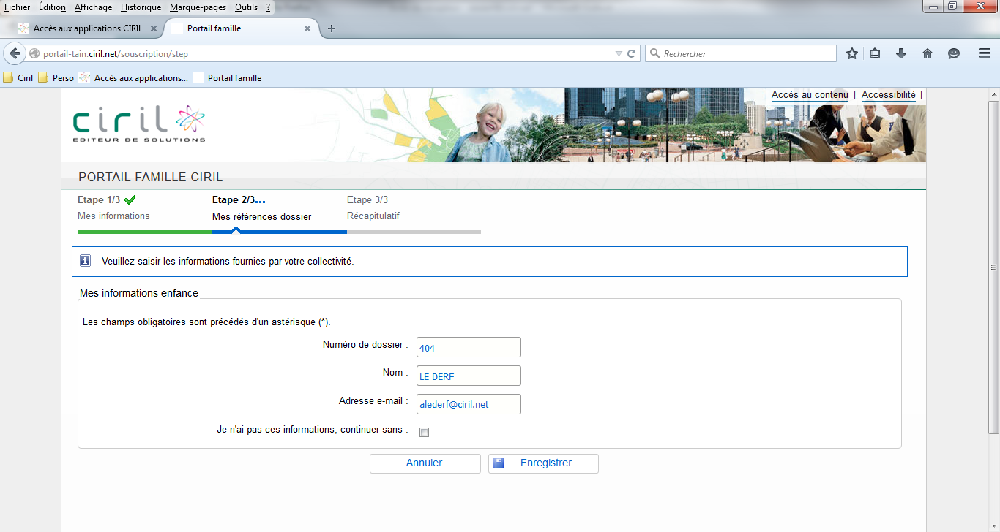 Fichier Édition Affichage Historique Marque-pages Outils ?
Accès aux applications CIRIL × Portail famille × +
portail-tain.ciril.net/souscription/step Rechercher
Ciril Perso Accès aux applications... Portail famille
Accès au contenu | Accessibilité |
ciril
EDITEUR DE SOLUTIONS
PORTAIL FAMILLE CIRIL
Etape 1/3 Etape 2/3... Etape 3/3
Mes informations Mes références dossier Récapitulatif
Veuillez saisir les informations fournies par votre collectivité.
Mes informations enfance
Les champs obligatoires sont précédés d'un astérisque (*).
Numéro de dossier : 404
Nom : LE DERF
Adresse e-mail : alederf@ciril.net
Je n'ai pas ces informations, continuer sans :
Annuler Enregistrer